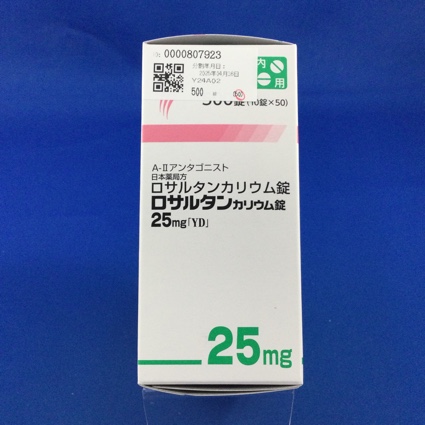 0000807923
Y24A02
500
内
用
500錠(10錠×50)
A-Ⅱアンタゴニスト
日本薬局方
ロサルタンカリウム錠
ロサルタンカリウム錠
25mg「YD」
25mg